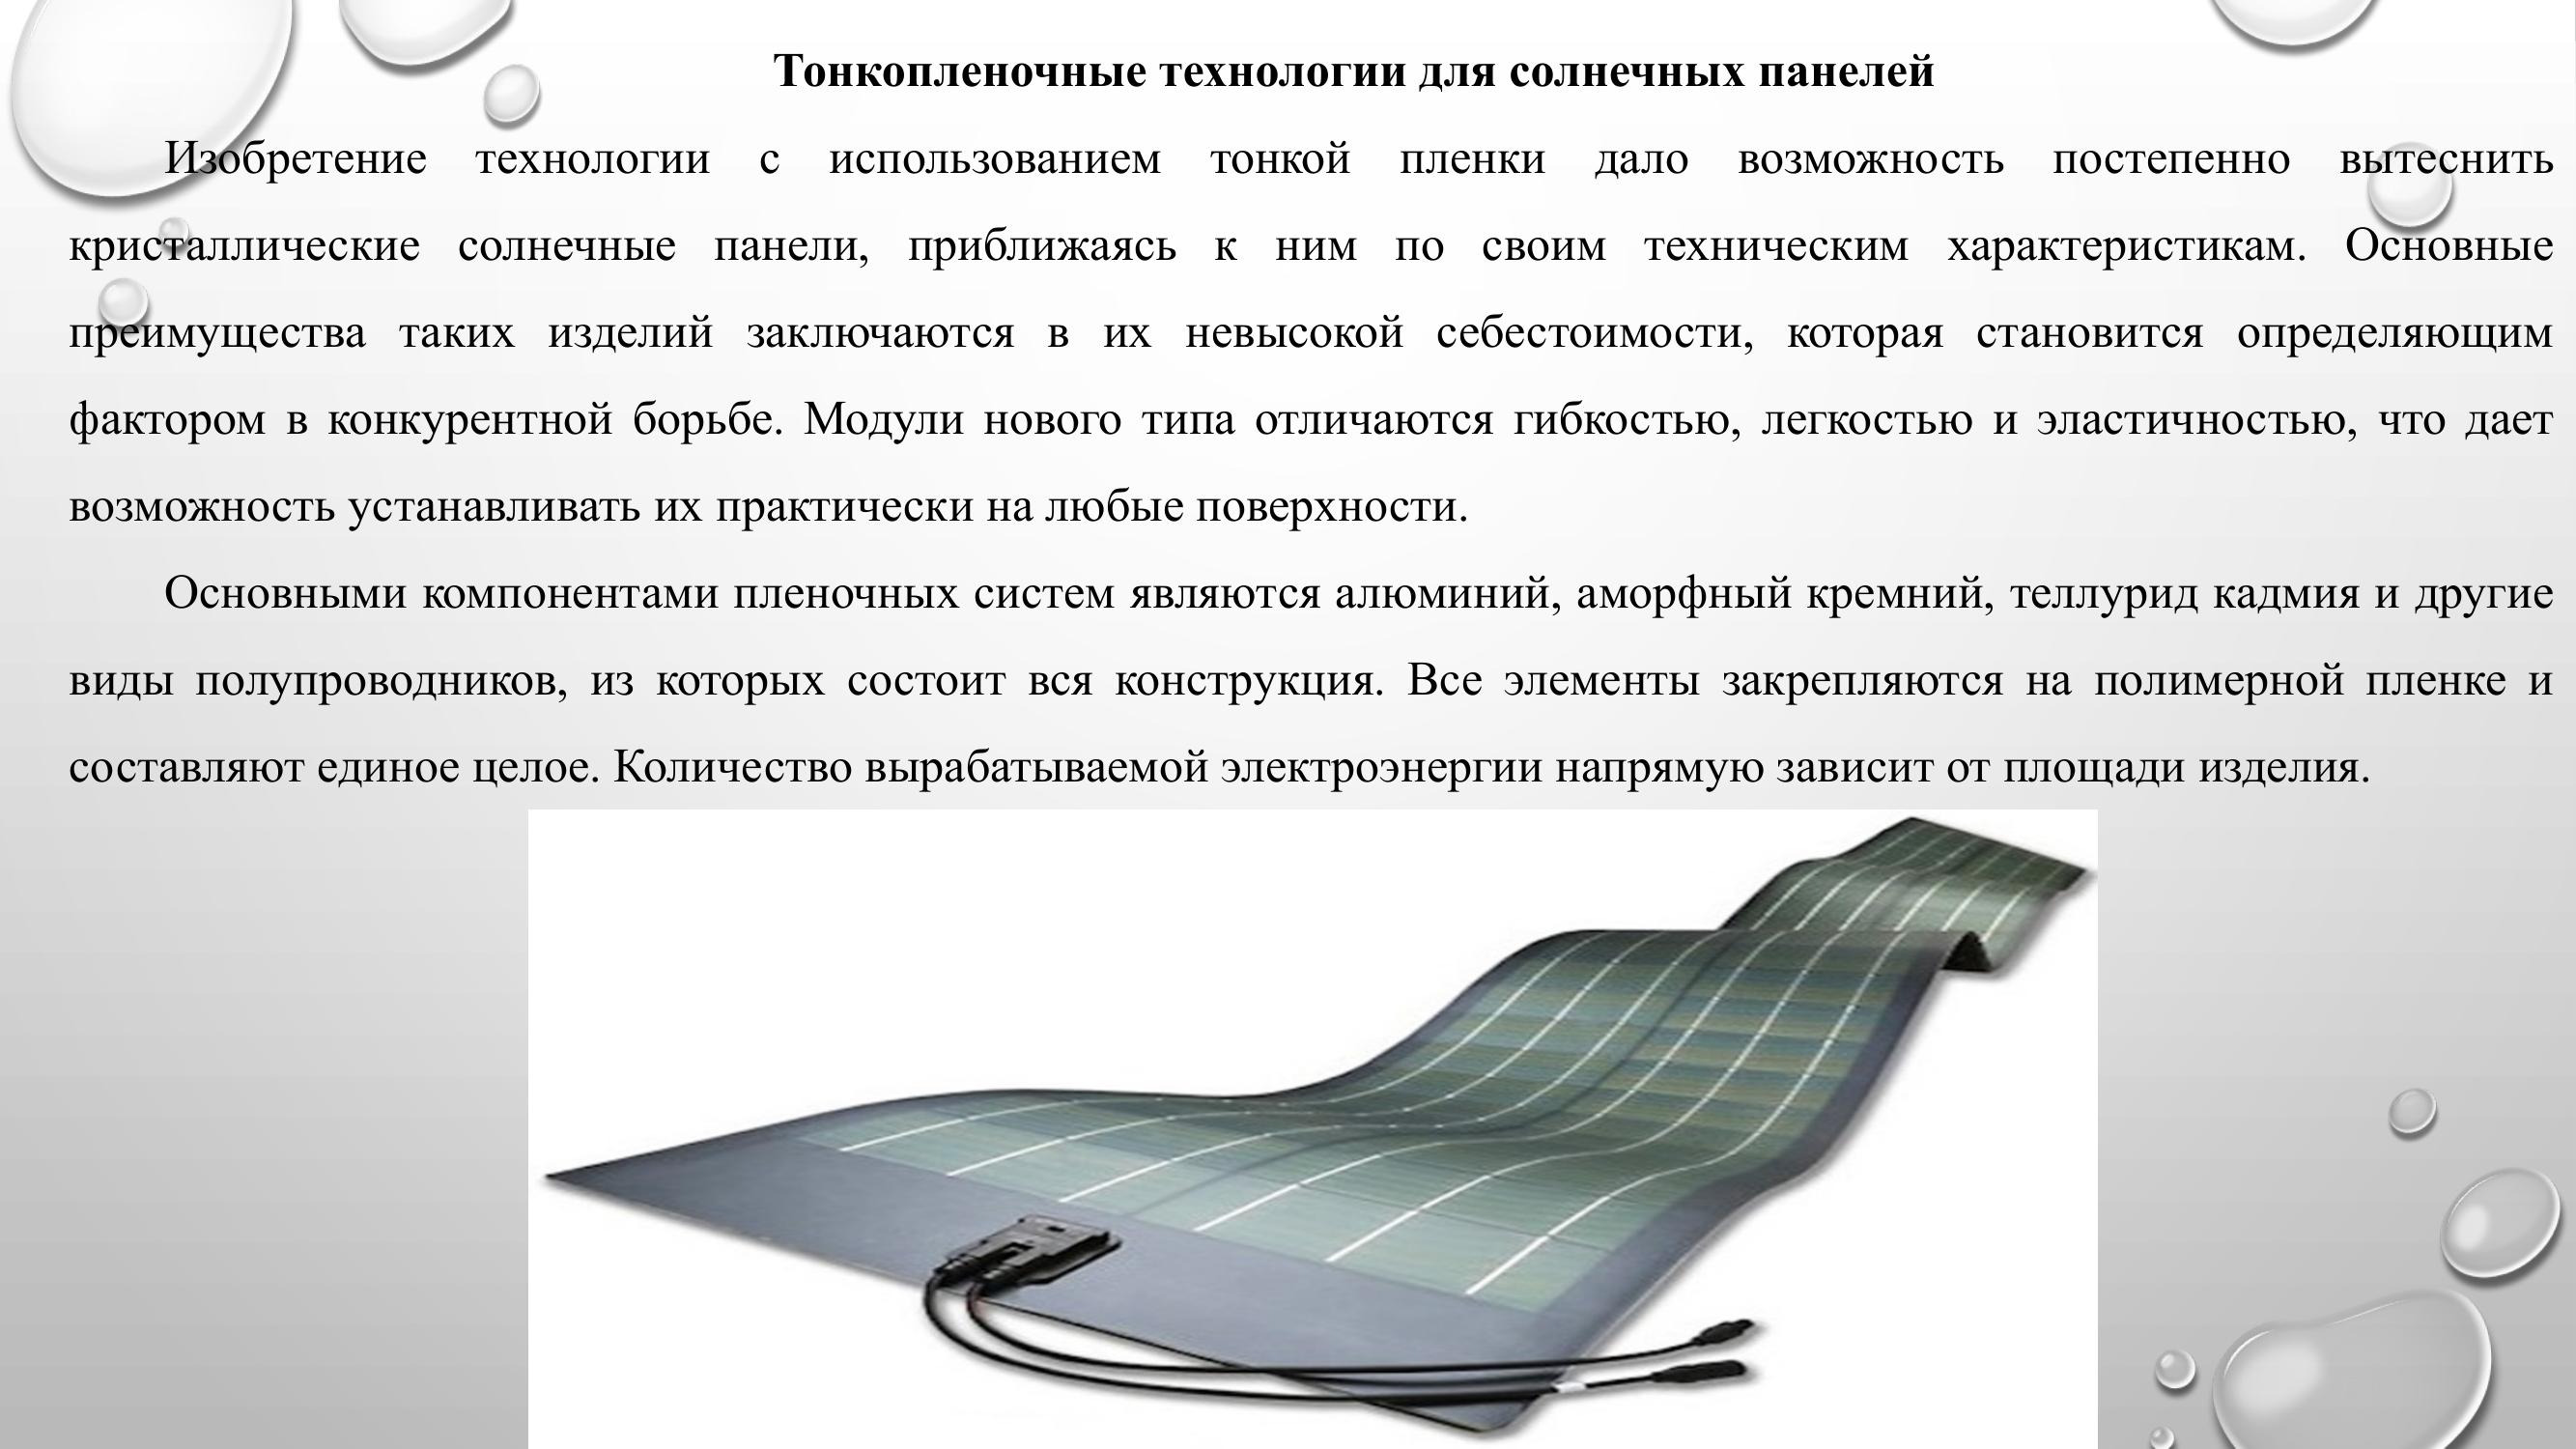 Тонкопленочные технологии для солнечных панелей
Изобретение технологии с использованием тонкой пленки дало возможность постепенно вытеснить
кристаллические солнечные панели, приближаясь к ним по своим техническим характеристикам. Основные
преимущества таких изделий заключаются в их невысокой себестоимости, которая становится определяющим
фактором в конкурентной борьбе. Модули нового типа отличаются гибкостью, легкостью и эластичностью, что дает
возможность устанавливать их практически на любые поверхности.
Основными компонентами пленочных систем являются алюминий, аморфный кремний, теллурид кадмия и другие
виды полупроводников, из которых состоит вся конструкция. Все элементы закрепляются на полимерной пленке и
составляют единое целое. Количество вырабатываемой электроэнергии напрямую зависит от площади изделия.